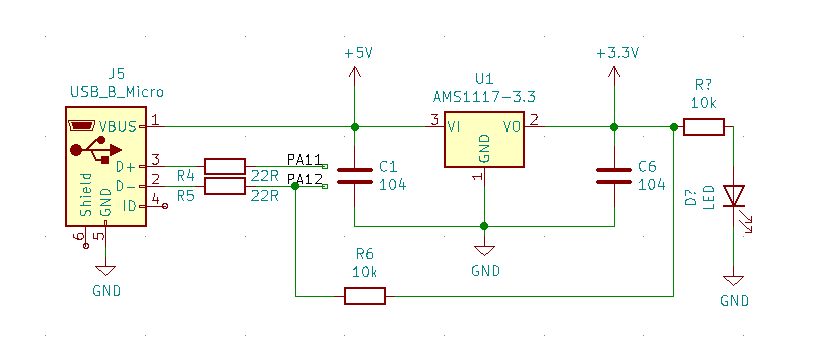 J5
USB_B_Micro
VBUS
1
D+
3
D-
2
ID
4
Shield
GND
6
5
GND
R4
22R
R5
22R
PA11
PA12
+5V
C1
104
U1
AMS1117-3.3
3
VI
VO
2
GND
1
GND
+3.3V
C6
104
R?
10k
D?
LED
GND
R6
10k